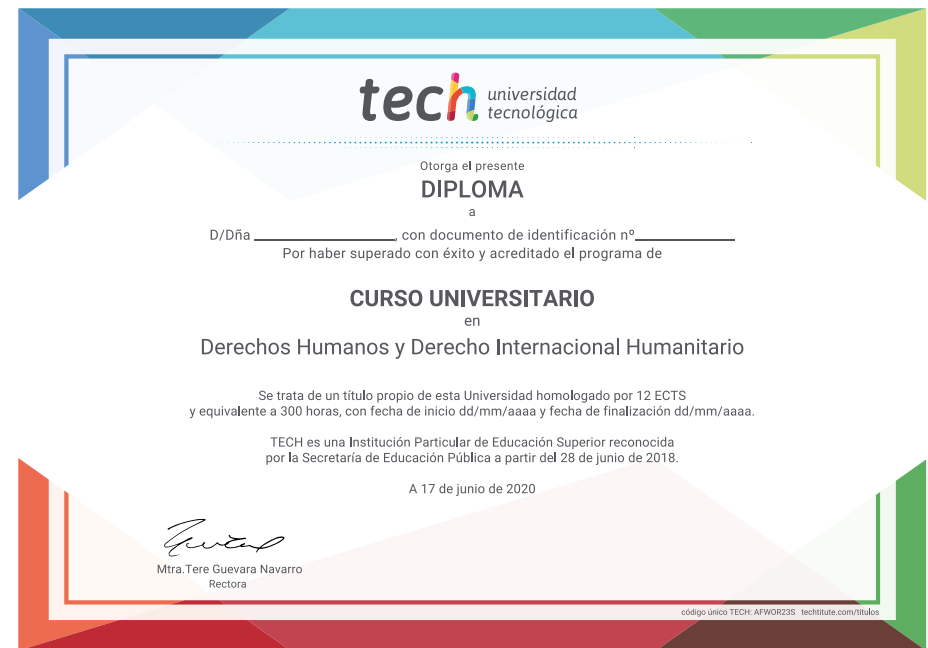 tech universidad
tecnológica
Otorga el presente
DIPLOMA
a
D/Dña ____________________, con documento de identificación nº______________
Por haber superado con éxito y acreditado el programa de
CURSO UNIVERSITARIO
en
Derechos Humanos y Derecho Internacional Humanitario
Se trata de un título propio de esta Universidad homologado por 12 ECTS
y equivalente a 300 horas, con fecha de inicio dd/mm/aaaa y fecha de finalización dd/mm/aaaa.
TECH es una Institución Particular de Educación Superior reconocida
por la Secretaría de Educación Pública a partir del 28 de junio de 2018.
A 17 de junio de 2020
Mtra.Tere Guevara Navarro
Rectora
código único TECH: AFWOR23S techtitute.com/titulos